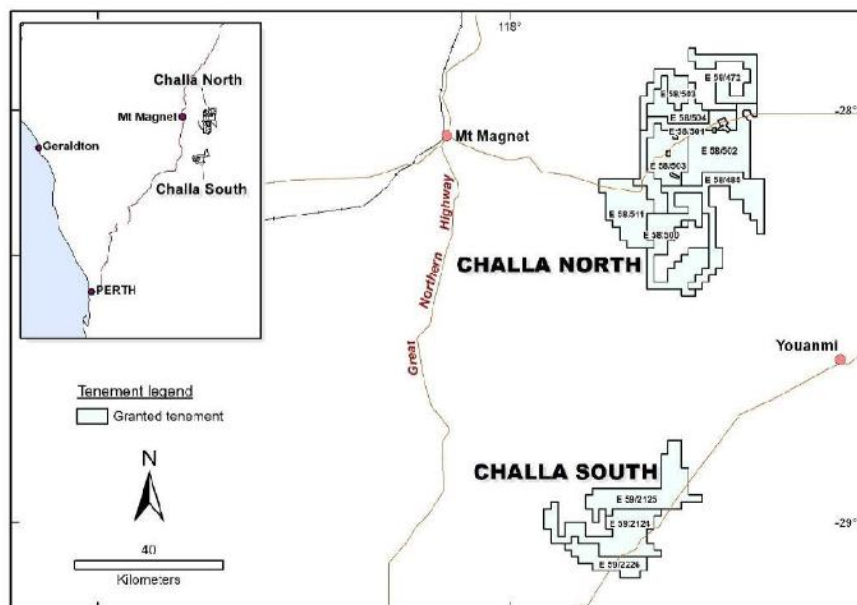 118°
Challa North
Mt Magnet
Geraldton
Challa South
PERTH
E 58/472
E 58/503
E 58/504
E 58/501
-28°
Mt Magnet
E 58/502
E 58/503
E 58/485
E 58/511
E 58/500
Great Northern Highway
CHALLA NORTH
Youanmi
Tenement legend
Granted tenement
N
CHALLA SOUTH
E 59/2125
E 59/2124
-29°
E 59/2226
40
Kilometers